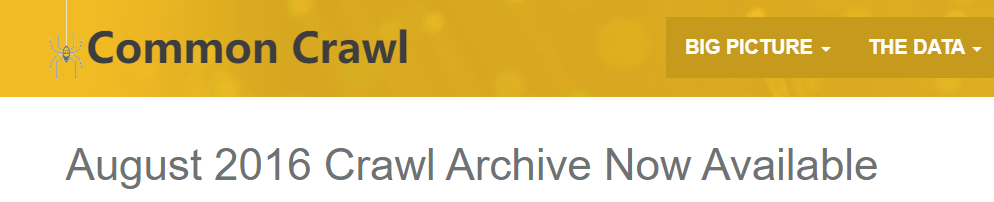 Common Crawl
BIG PICTURE THE DATA
August 2016 Crawl Archive Now Available